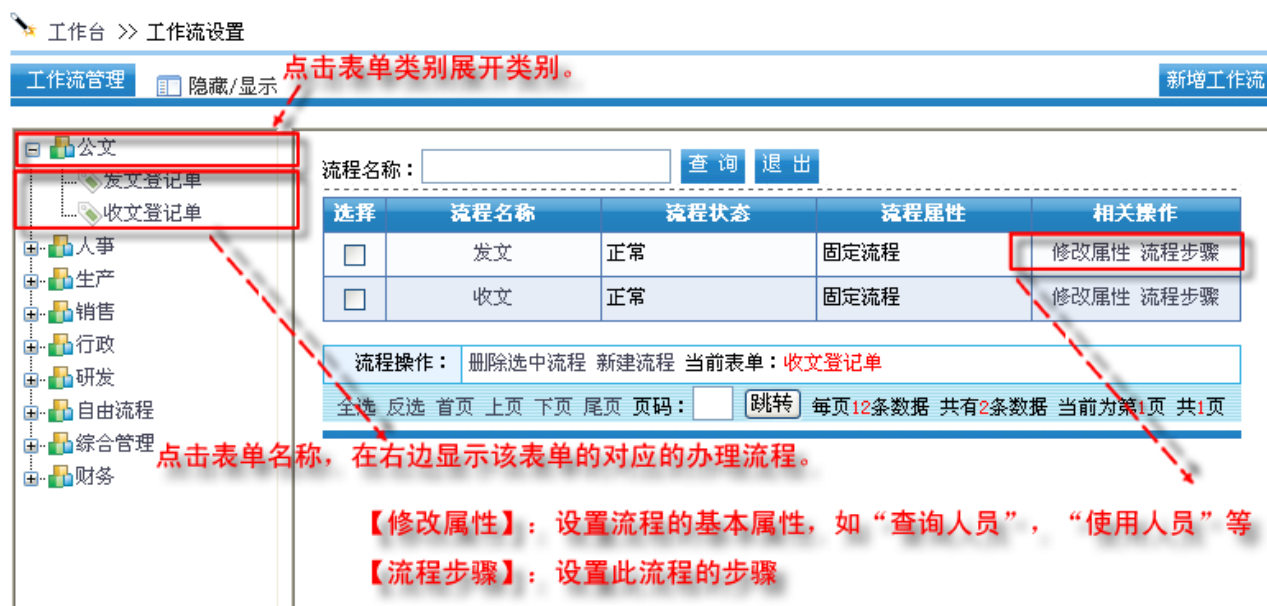 工作台 >> 工作流设置
工作流管理 隐藏/显示 点击表单类别展开类别。 新增工作流
公文
发文登记单
收文登记单
人事
生产
销售
行政
研发
自由流程
综合管理
财务
流程名称： 查 询 退 出
选择 流程名称 流程状态 流程属性 相关操作
发文 正常 固定流程 修改属性 流程步骤
收文 正常 固定流程 修改属性 流程步骤
流程操作： 删除选中流程 新建流程 当前表单：收文登记单
全选 反选 首页 上页 下页 尾页 页码： 跳转 每页12条数据 共有2条数据 当前为第1页 共1页
点击表单名称，在右边显示该表单的对应的办理流程。
【修改属性】：设置流程的基本属性，如“查询人员”，“使用人员”等
【流程步骤】：设置此流程的步骤